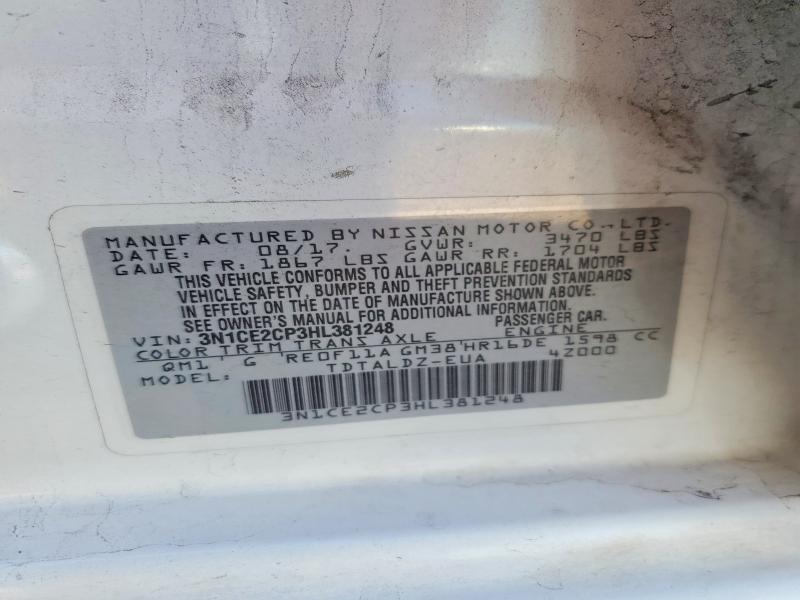 MANUFACTURED BY NISSAN MOTOR CO., LTD.
DATE: 08/17. GVWR: 3470 LBS
GAWR FR: 1867 LBS GAWR RR: 1704 LBS
THIS VEHICLE CONFORMS TO ALL APPLICABLE FEDERAL MOTOR
VEHICLE SAFETY, BUMPER AND THEFT PREVENTION STANDARDS
IN EFFECT ON THE DATE OF MANUFACTURE SHOWN ABOVE.
SEE OWNER'S MANUAL FOR ADDITIONAL INFORMATION.
VIN: 3N1CE2CP3HL381248 PASSENGER CAR.
COLOR TRIM TRANS AXLE ENGINE
QM1 G RE0F11A GM38 HR16DE 1598 CC
MODEL: TDTALDZ-EUA 4Z000
3N1CE2CP3HL381248